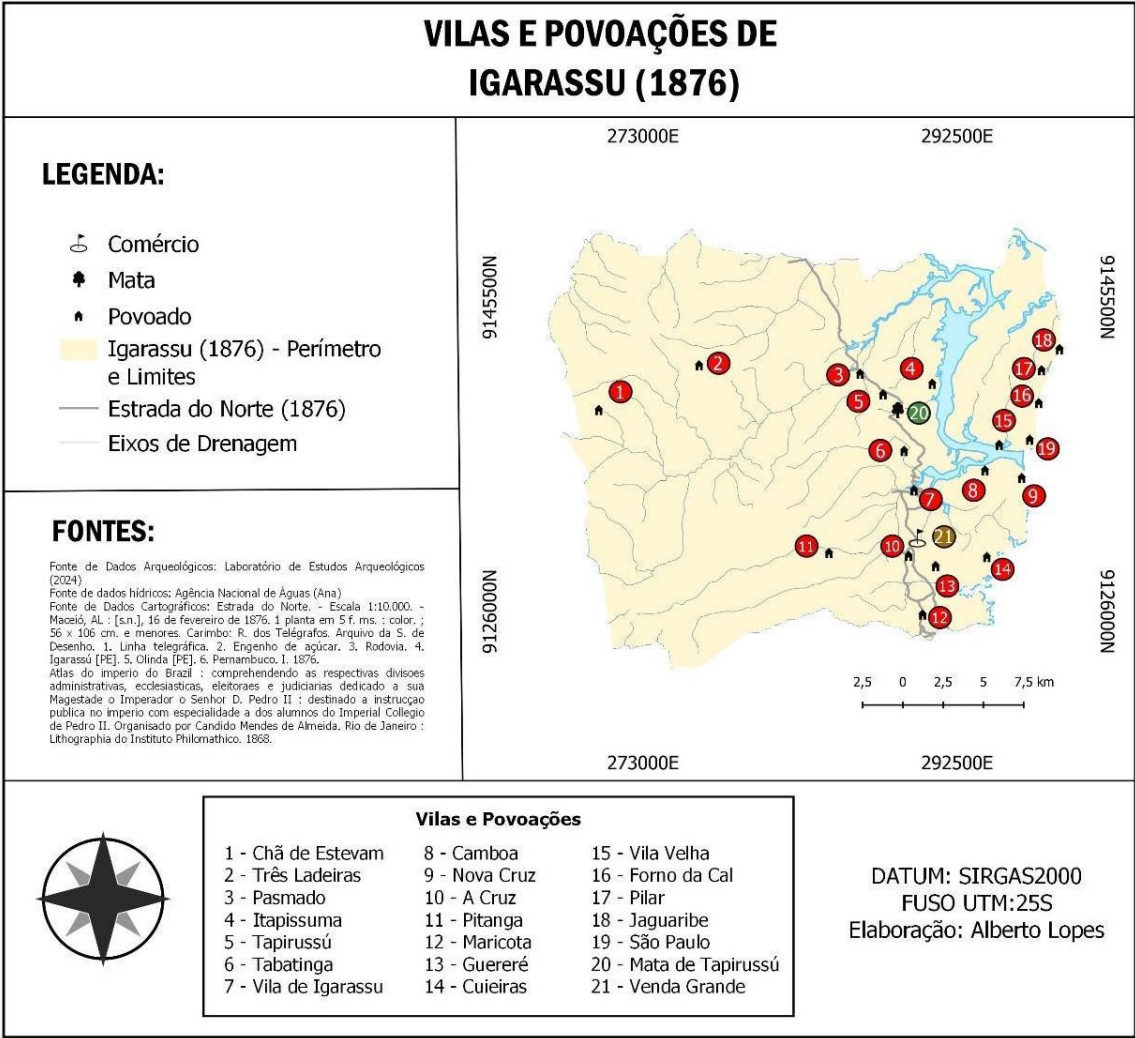 VILAS E POVOAÇÕES DE
IGARASSU (1876)
LEGENDA:
Comércio
Mata
Povoado
Igarassu (1876) - Perímetro
e Limites
Estrada do Norte (1876)
Eixos de Drenagem
FONTES:
Fonte de Dados Arqueológicos: Laboratório de Estudos Arqueológicos
(2024)
Fonte de dados hídricos: Agência Nacional de Águas (Ana)
Fonte de Dados Cartográficos: Estrada do Norte. - Escala 1:10.000. -
Maceió, AL : [s.n.], 16 de fevereiro de 1876. 1 planta em 5 f. ms. : color. ;
56 x 106 cm. e menores. Carimbo: R. dos Telégrafos. Arquivo da S. de
Desenho. 1. Linha telegráfica. 2. Engenho de açúcar. 3. Rodovia. 4.
Igarassú [PE]. 5. Olinda [PE]. 6. Pernambuco. I. 1876.
Atlas do imperio do Brazil : comprehendendo as respectivas divisões
administrativas, ecclesiasticas, eleitoraes e judiciarias dedicado a sua
Magestade o Imperador o Senhor D. Pedro II : destinado a instrucçao
publica no imperio com especialidade a dos alumnos do Imperial Collegio
de Pedro II. Organisado por Candido Mendes de Almeida. Rio de Janeiro :
Lithographia do Instituto Philomathico. 1868.
273000E
292500E
9145500N
9145500N
18
17
16
15
19
1
2
3
4
5
20
6
7
8
9
10
21
11
14
13
12
9126000N
9126000N
2,5 0 2,5 5 7,5 km
273000E
292500E
Vilas e Povoações
1 - Chã de Estevam
2 - Três Ladeiras
3 - Pasmado
4 - Itapissuma
5 - Tapirussú
6 - Tabatinga
7 - Vila de Igarassu
8 - Camboa
9 - Nova Cruz
10 - A Cruz
11 - Pitanga
12 - Maricota
13 - Guereré
14 - Cuieiras
15 - Vila Velha
16 - Forno da Cal
17 - Pilar
18 - Jaguaribe
19 - São Paulo
20 - Mata de Tapirussú
21 - Venda Grande
DATUM: SIRGAS2000
FUSO UTM:25S
Elaboração: Alberto Lopes